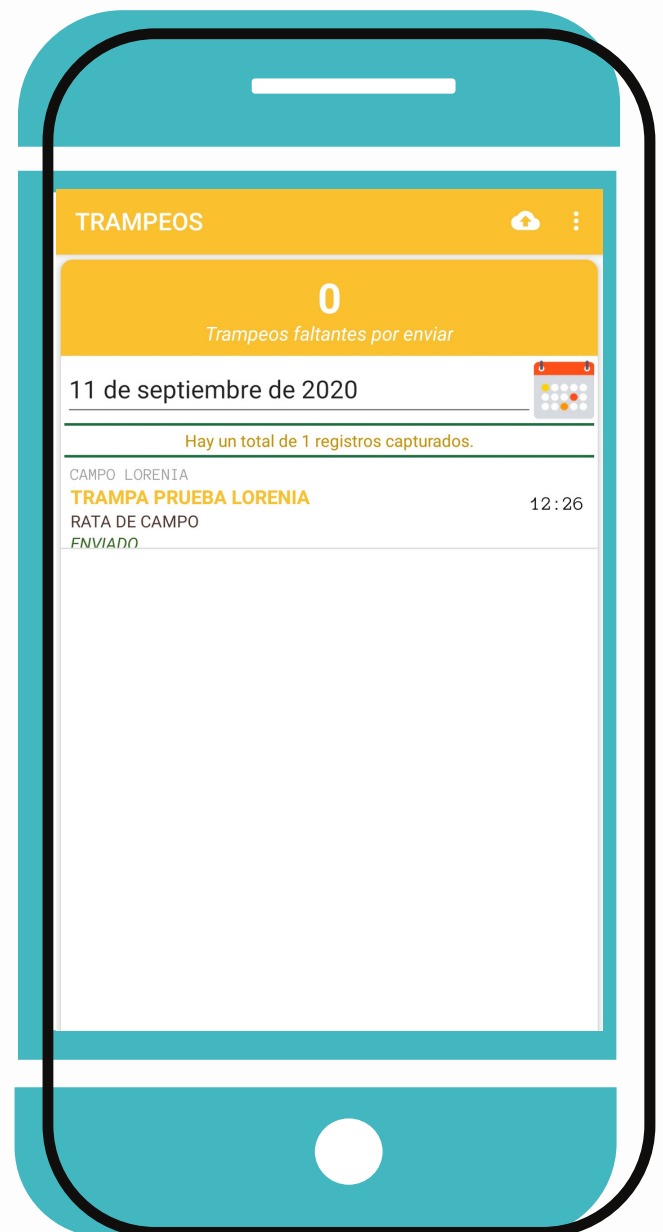 TRAMPEOS
0
Trampeos faltantes por enviar
11 de septiembre de 2020
Hay un total de 1 registros capturados.
CAMPO LORENIA
TRAMPA PRUEBA LORENIA
12:26
RATA DE CAMPO
ENVIADO